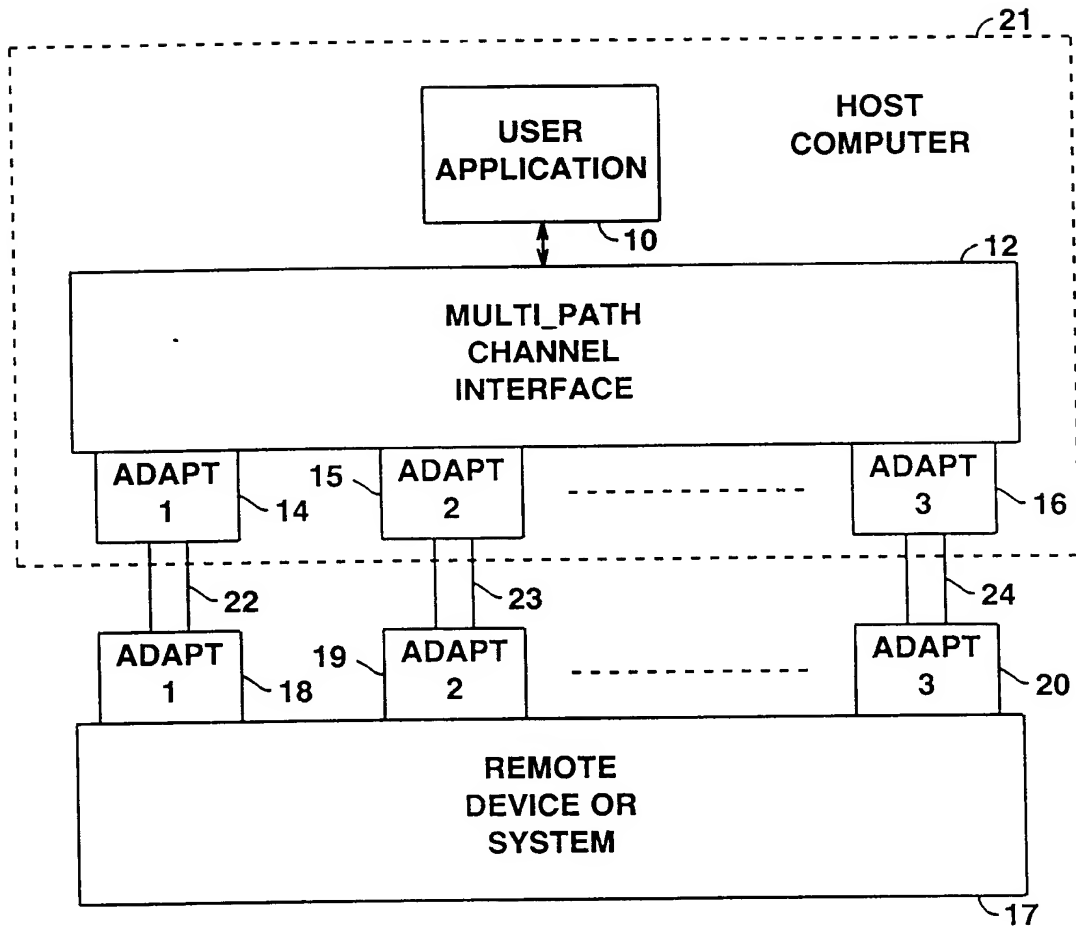 21
HOST
COMPUTER
USER
APPLICATION
10
12
MULTI_PATH
CHANNEL
INTERFACE
ADAPT
1
14
15
ADAPT
2
ADAPT
3
16
22
23
24
ADAPT
1
18
19
ADAPT
2
ADAPT
3
20
REMOTE
DEVICE OR
SYSTEM
17